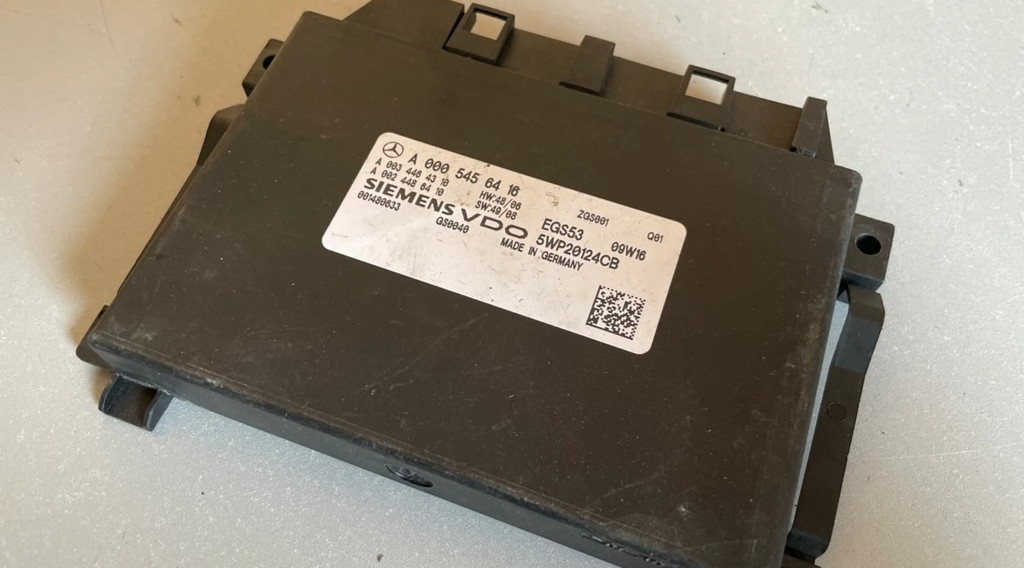 A 000 545 64 16
A 003 446 43 10 HW:48/06 ZGS001
A 002 448 64 10 SW:49/08 Q01
SIEMENS VDO EGS53 09W16
001480633 GS0040 5WP20124CB
MADE IN GERMANY